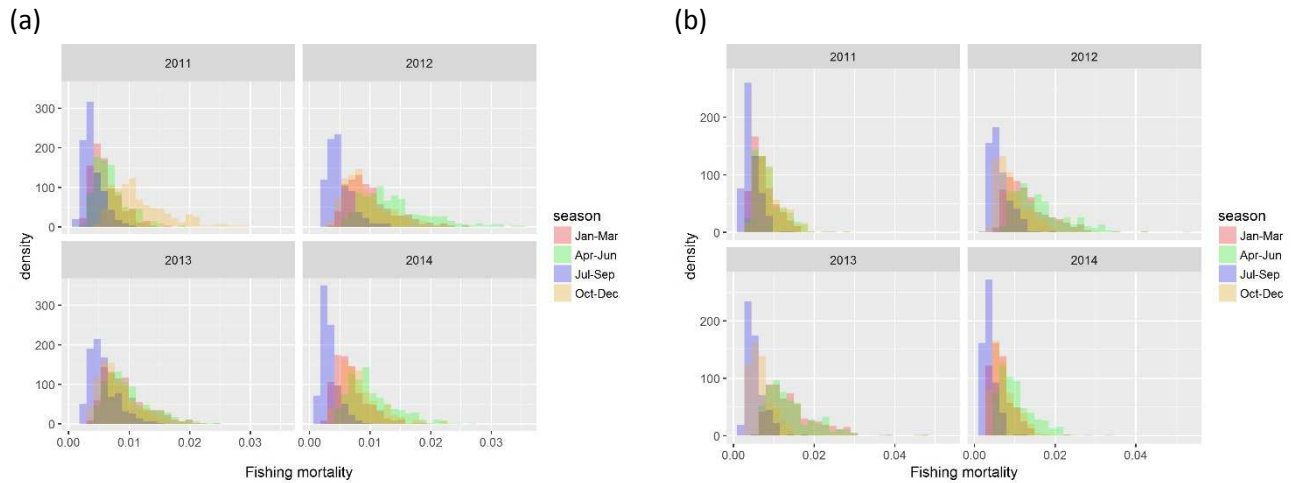 (a)
2011 2012
300
200
100
0
density
2013 2014
300
200
100
0
0.00 0.01 0.02 0.03 0.00 0.01 0.02 0.03
Fishing mortality
season
Jan-Mar
Apr-Jun
Jul-Sep
Oct-Dec
(b)
2011 2012
200
100
0
density
2013 2014
200
100
0
0.00 0.02 0.04 0.00 0.02 0.04
Fishing mortality
season
Jan-Mar
Apr-Jun
Jul-Sep
Oct-Dec